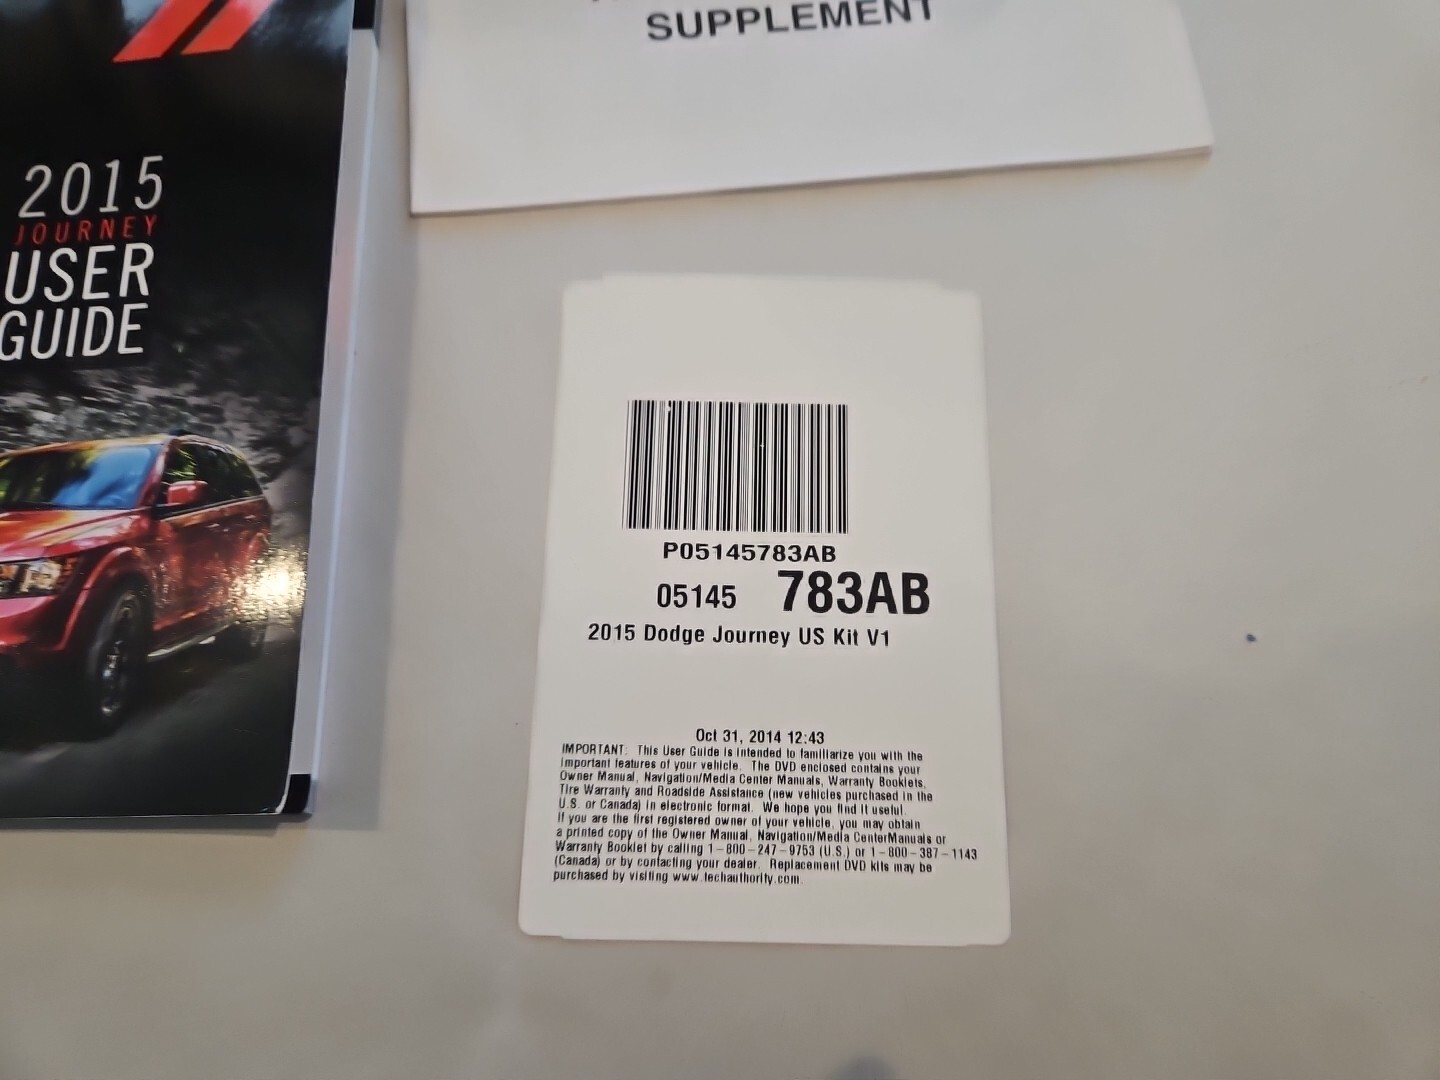 SUPPLEMENT
2015
JOURNEY
USER
GUIDE
P05145783AB
05145 783AB
2015 Dodge Journey US Kit V1
Oct 31, 2014 12:43
IMPORTANT: This User Guide is intended to familiarize you with the
important features of your vehicle. The DVD enclosed contains your
Owner Manual, Navigation/Media Center Manuals, Warranty Booklets,
Tire Warranty and Roadside Assistance (new vehicles purchased in the
U.S. or Canada) in electronic format. We hope you find it useful.
If you are the first registered owner of your vehicle, you may obtain
a printed copy of the Owner Manual, Navigation/Media CenterManuals or
Warranty Booklet by calling 1-800-247-9753 (U.S.) or 1-800-387-1143
(Canada) or by contacting your dealer. Replacement DVD kits may be
purchased by visiting www.techauthority.com.